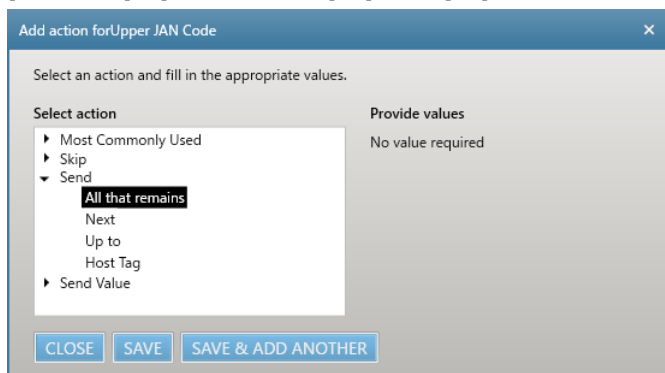 Add action forUpper JAN Code
Select an action and fill in the appropriate values.
Select action
Provide values
Most Commonly Used
No value required
Skip
Send
All that remains
Next
Up to
Host Tag
Send Value
CLOSE SAVE SAVE & ADD ANOTHER